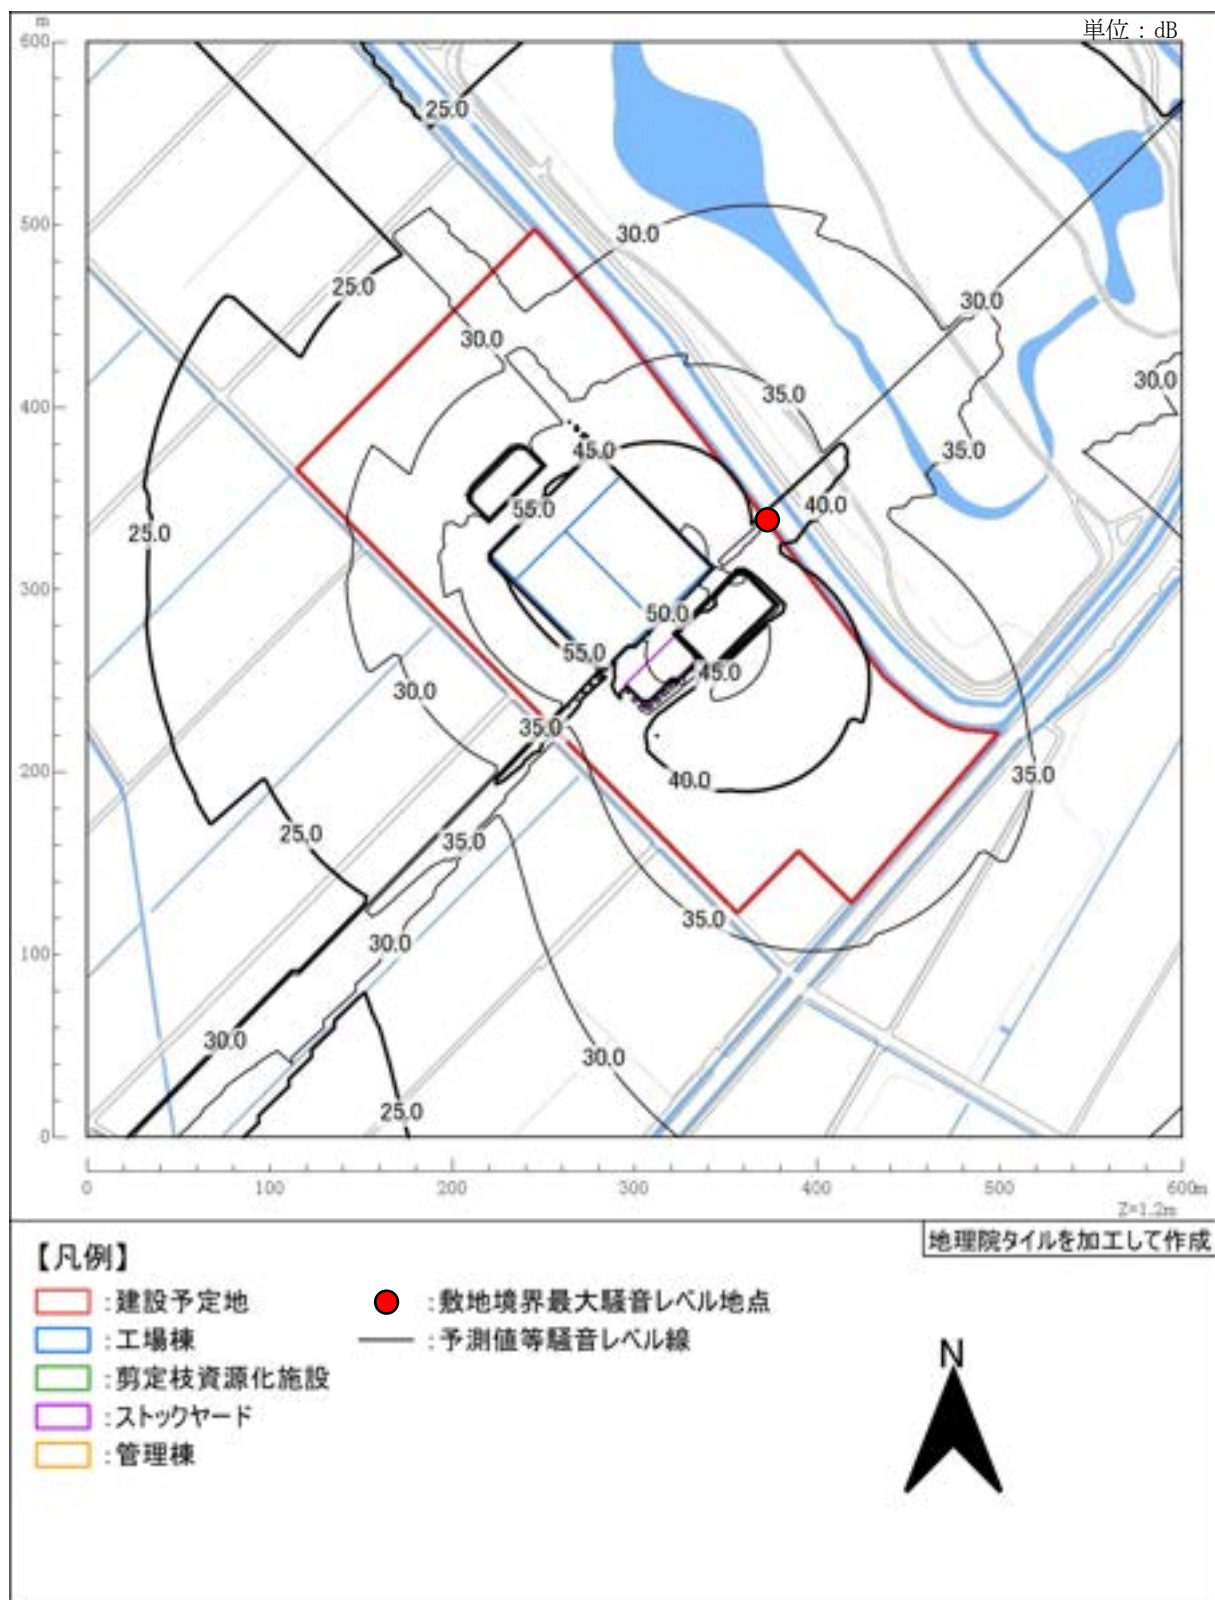 m
単位：dB
600
25.0
500
30.0
25.0
30.0
30.0
30.0
400
35.0
45.0
35.0
55.0
40.0
25.0
300
50.0
55.0
45.0
30.0
35.0
200
40.0
35.0
25.0
35.0
35.0
100
30.0
30.0
30.0
25.0
0
0 100 200 300 400 500 600m
Z=1.2m
地理院タイルを加工して作成
【凡例】
：建設予定地
：敷地境界最大騒音レベル地点
：工場棟
：予測値等騒音レベル線
：剪定枝資源化施設
：ストックヤード
：管理棟
N